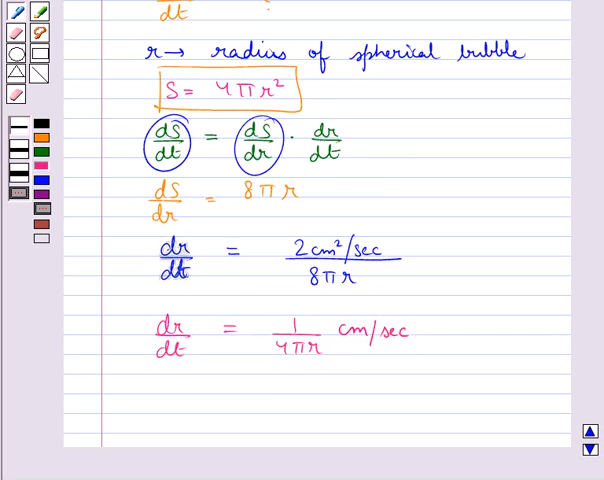 dt ?
r → radius of spherical bubble
S = 4πr²
dS/dt = dS/dr · dr/dt
dS/dr = 8πr
dr/dt = 2cm²/sec / 8πr
dr/dt = 1/4πr cm/sec